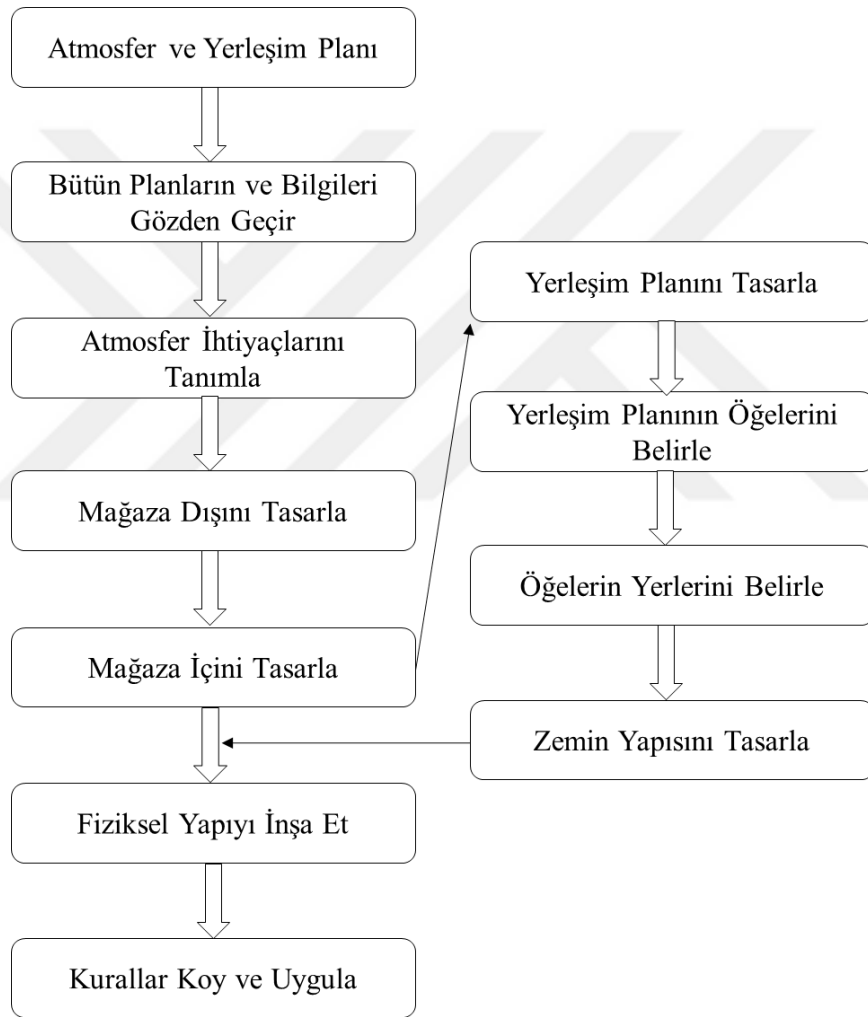 Atmosfer ve Yerleşim Planı
Bütün Planların ve Bilgileri
Gözden Geçir
Atmosfer İhtiyaçlarını
Tanımla
Mağaza Dışını Tasarla
Mağaza İçini Tasarla
Fiziksel Yapıyı İnşa Et
Kurallar Koy ve Uygula
Yerleşim Planını Tasarla
Yerleşim Planının Öğelerini
Belirle
Öğelerin Yerlerini Belirle
Zemin Yapısını Tasarla